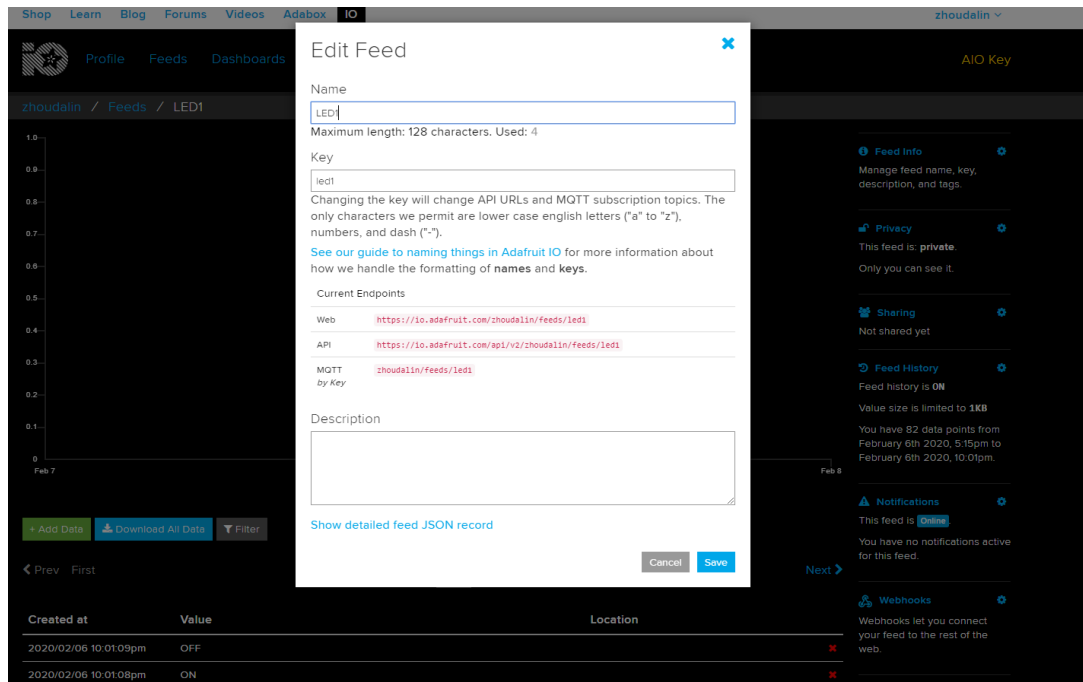 Shop Learn Blog Forums Videos Adabox IO zhoudalin
IO Profile Feeds Dashboards AIO Key
zhoudalin / Feeds / LED1
Edit Feed
Name
LED1
Maximum length: 128 characters. Used: 4
Key
led1
Changing the key will change API URLs and MQTT subscription topics. The
only characters we permit are lower case english letters ("a" to "z"),
numbers, and dash ("-").
See our guide to naming things in Adafruit IO for more information about
how we handle the formatting of names and keys.
Current Endpoints
Web https://io.adafruit.com/zhoudalin/feeds/led1
API https://io.adafruit.com/api/v2/zhoudalin/feeds/led1
MQTT zhoudalin/feeds/led1
by Key
Description
Show detailed feed JSON record
Cancel Save
1.0
0.9
0.8
0.7
0.6
0.5
0.4
0.3
0.2
0.1
0
Feb 7 Feb 8
+ Add Data Download All Data Filter
Prev First Next
Created at Value Location
2020/02/06 10:01:09pm OFF
2020/02/06 10:01:08pm ON
Feed Info
Manage feed name, key,
description, and tags.
Privacy
This feed is: private.
Only you can see it.
Sharing
Not shared yet
Feed History
Feed history is ON
Value size is limited to 1KB
You have 82 data points from
February 6th 2020, 5:15pm to
February 6th 2020, 10:01pm.
Notifications
This feed is Online.
You have no notifications active
for this feed.
Webhooks
Webhooks let you connect
your feed to the rest of the
web.